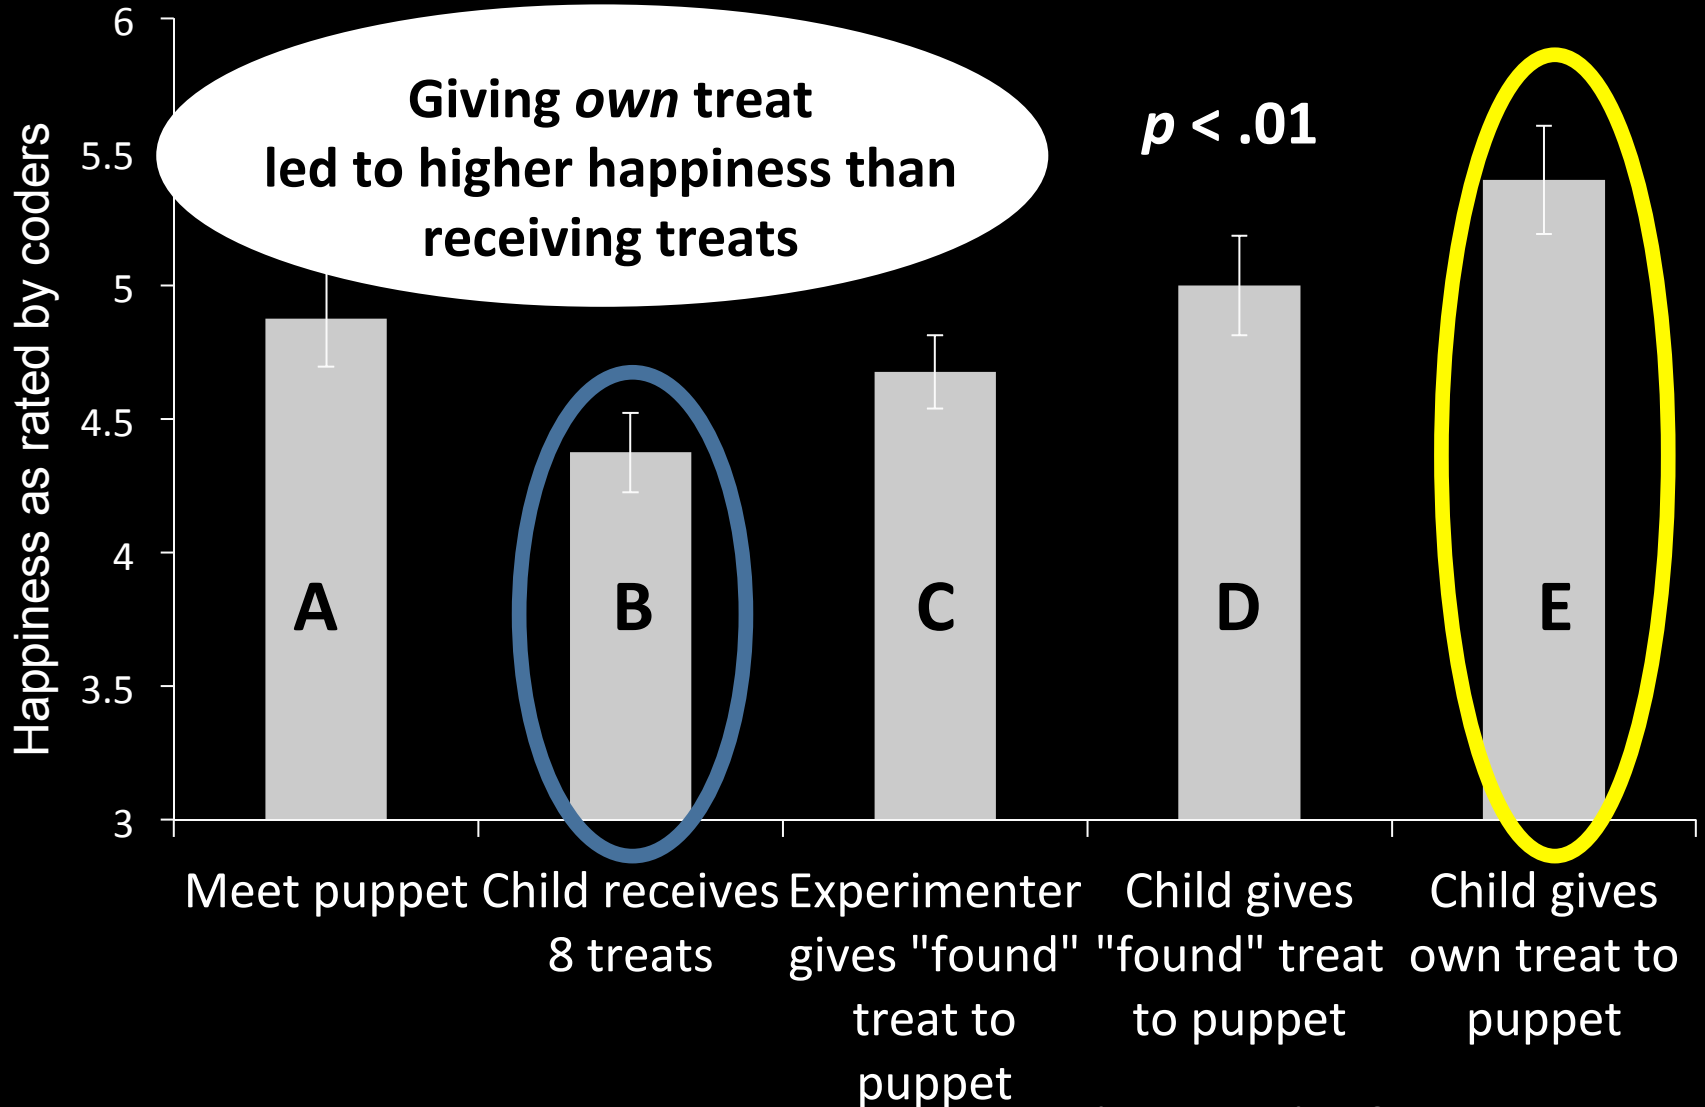 Giving own treat
led to higher happiness than
receiving treats
p < .01
Happiness as rated by coders
6
5.5
5
4.5
4
3.5
3
A
B
C
D
E
Meet puppet
Child receives
8 treats
Experimenter
gives "found"
treat to
puppet
Child gives
"found" treat
to puppet
Child gives
own treat to
puppet